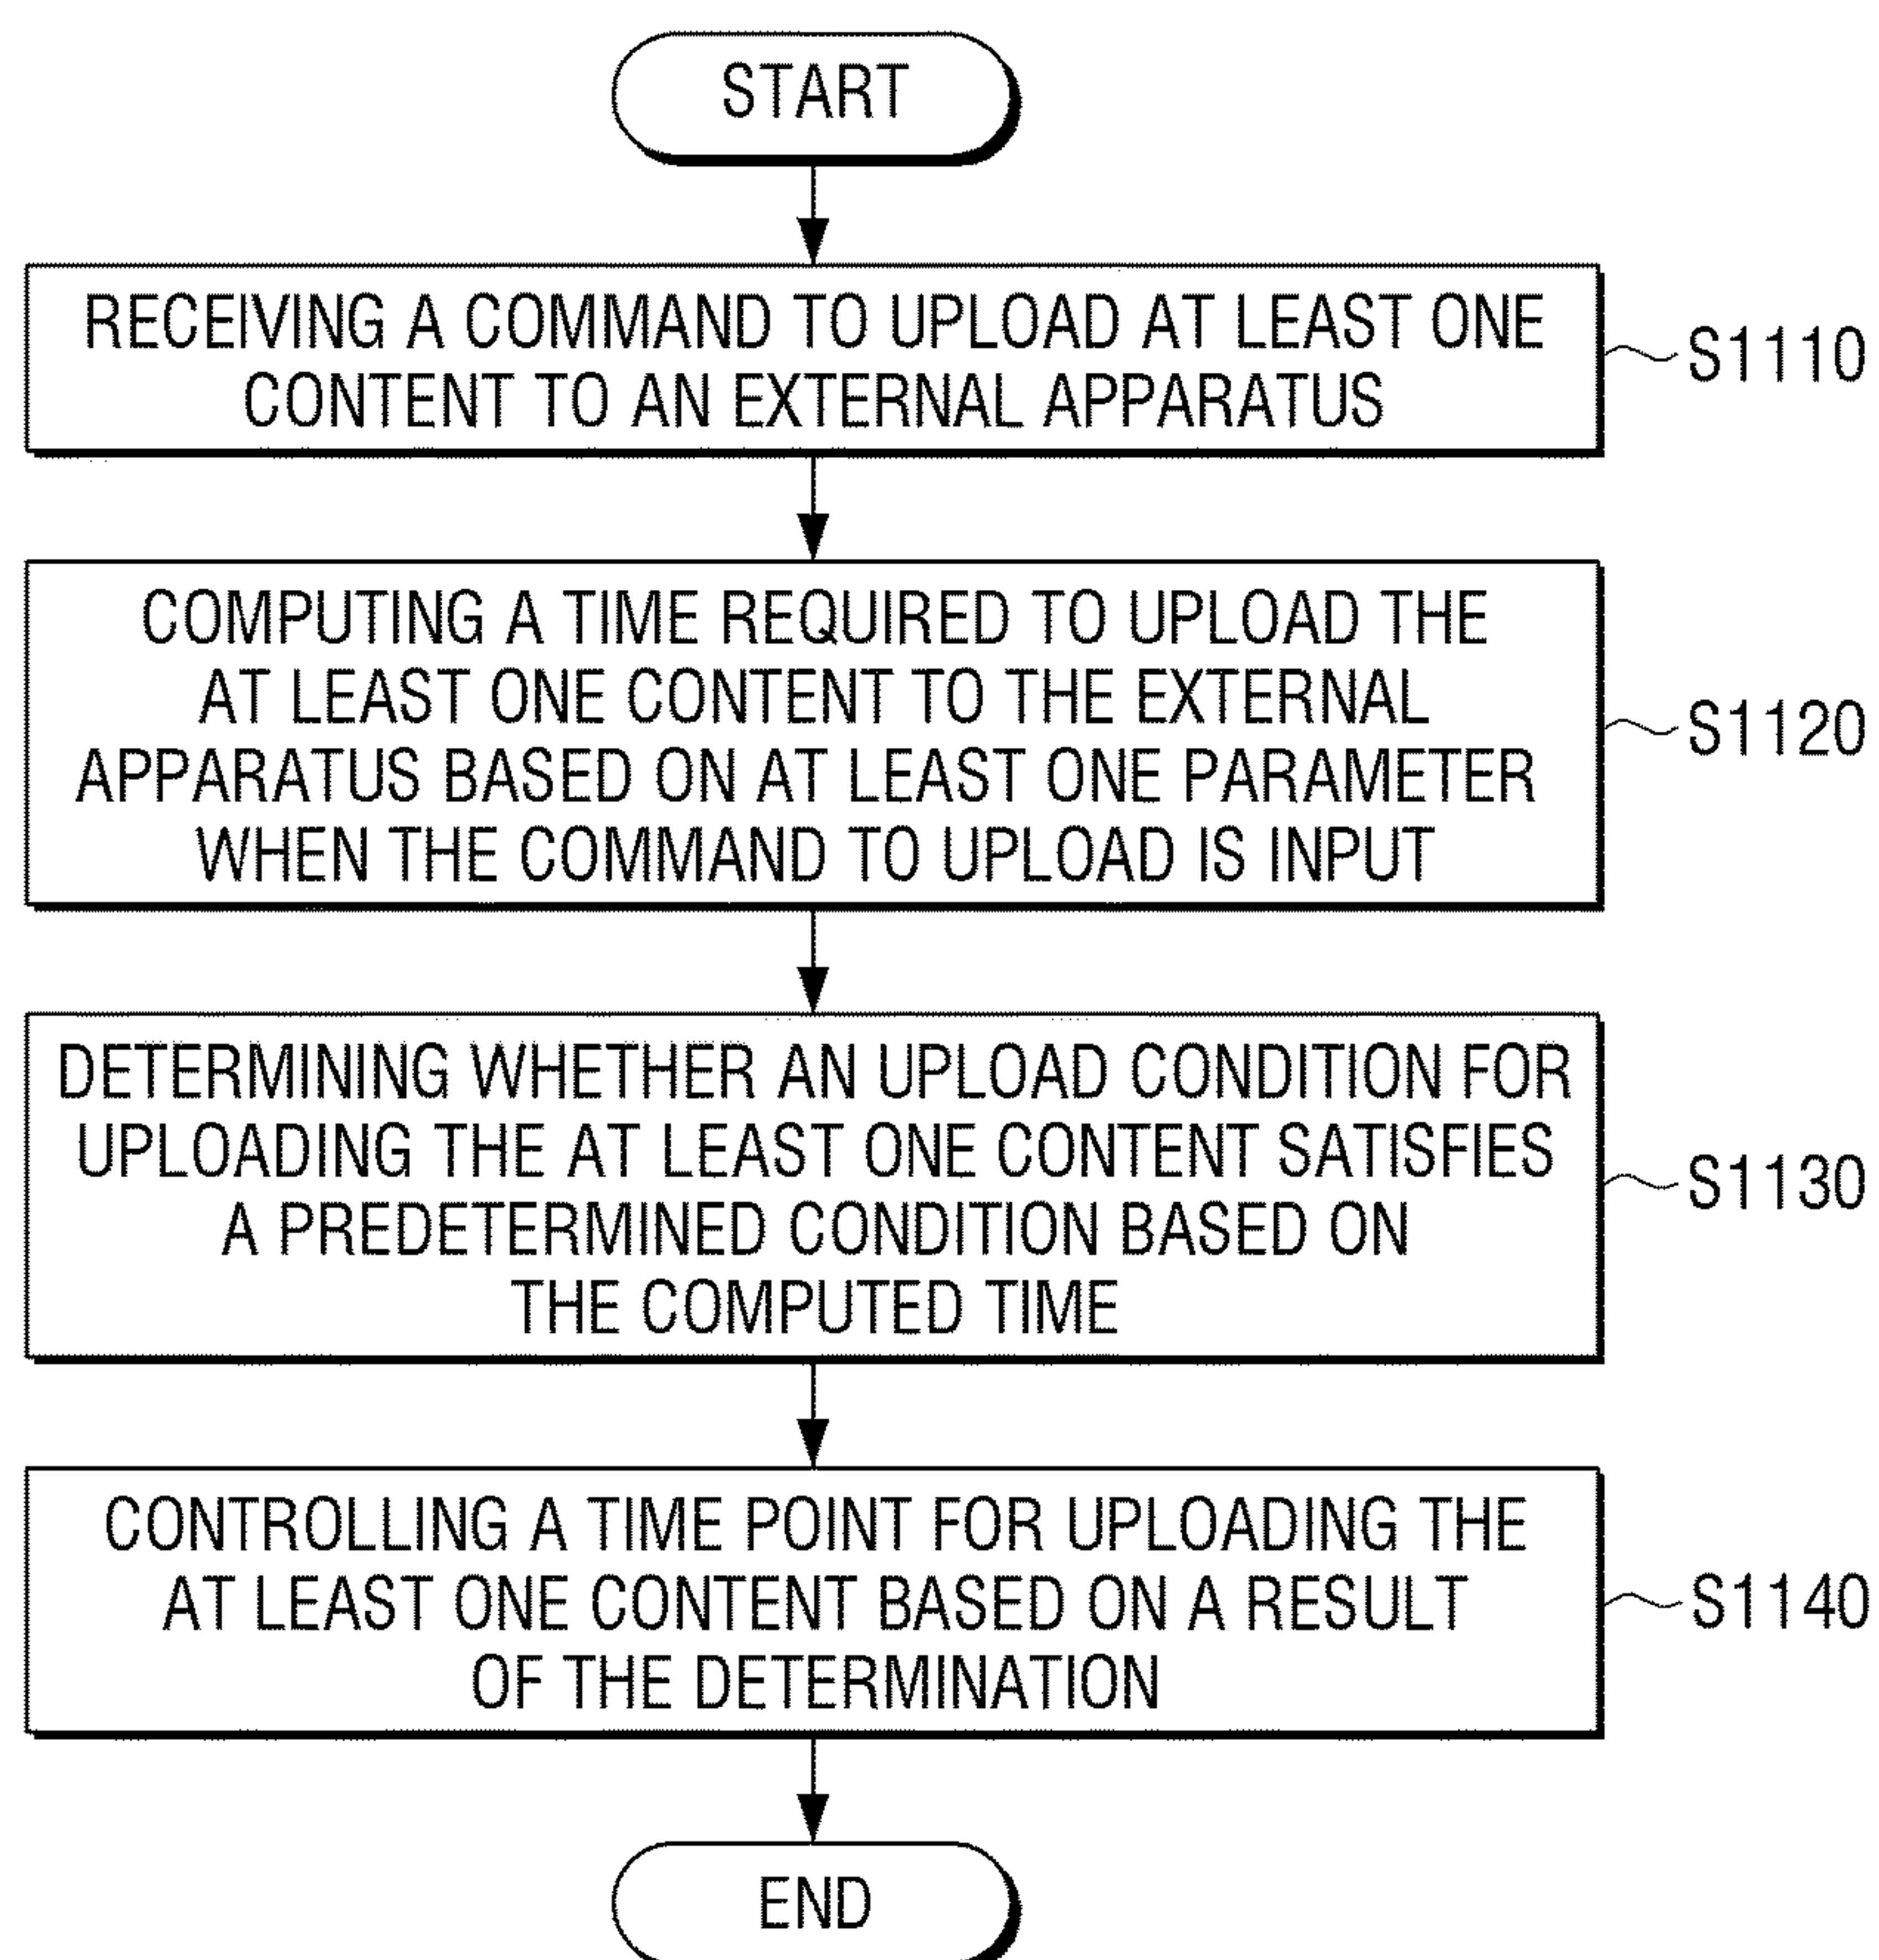 START
RECEIVING A COMMAND TO UPLOAD AT LEAST ONE
CONTENT TO AN EXTERNAL APPARATUS
S1110
COMPUTING A TIME REQUIRED TO UPLOAD THE
AT LEAST ONE CONTENT TO THE EXTERNAL
APPARATUS BASED ON AT LEAST ONE PARAMETER
WHEN THE COMMAND TO UPLOAD IS INPUT
S1120
DETERMINING WHETHER AN UPLOAD CONDITION FOR
UPLOADING THE AT LEAST ONE CONTENT SATISFIES
A PREDETERMINED CONDITION BASED ON
THE COMPUTED TIME
S1130
CONTROLLING A TIME POINT FOR UPLOADING THE
AT LEAST ONE CONTENT BASED ON A RESULT
OF THE DETERMINATION
S1140
END